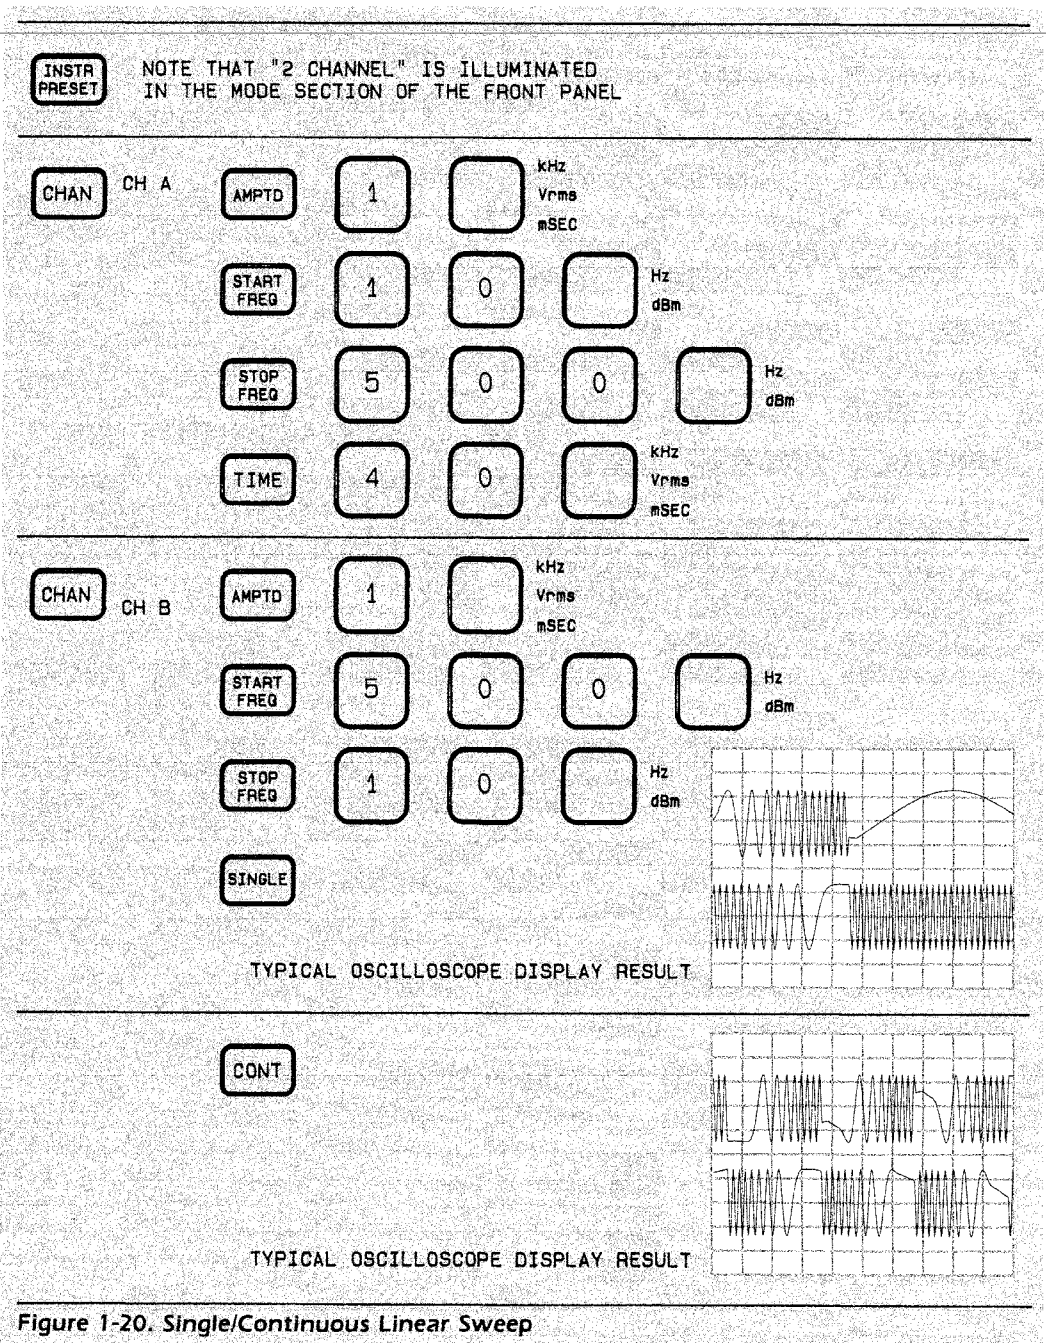 INSTR
PRESET
NOTE THAT "2 CHANNEL" IS ILLUMINATED
IN THE MODE SECTION OF THE FRONT PANEL
CHAN
CH A
AMPTD
1
kHz
Vrms
mSEC
START
FREQ
1
0
Hz
dBm
STOP
FREQ
5
0
0
Hz
dBm
TIME
4
0
kHz
Vrms
mSEC
CHAN
CH B
AMPTD
1
kHz
Vrms
mSEC
START
FREQ
5
0
0
Hz
dBm
STOP
FREQ
1
0
Hz
dBm
SINGLE
TYPICAL OSCILLOSCOPE DISPLAY RESULT
CONT
TYPICAL OSCILLOSCOPE DISPLAY RESULT
Figure 1-20. Single/Continuous Linear Sweep